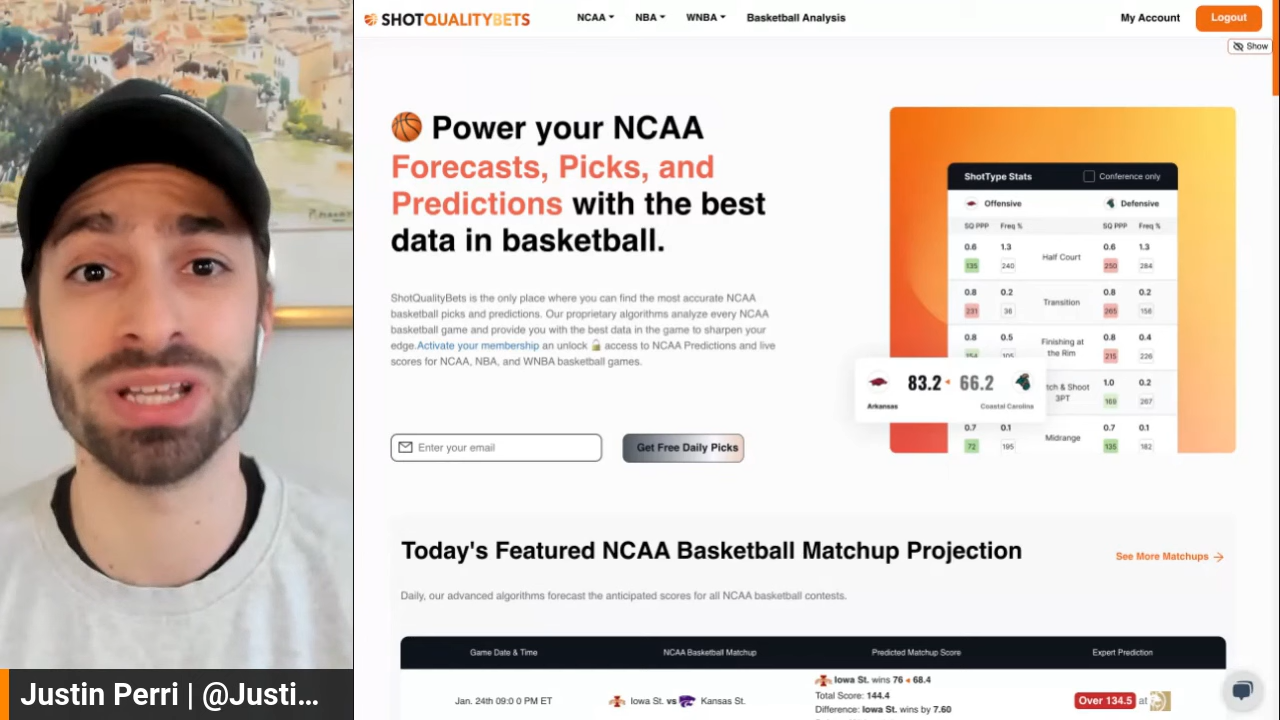 SHOTQUALITYBETS
NCAA NBA WNBA Basketball Analysis
My Account Logout
Show
Power your NCAA
Forecasts, Picks, and
Predictions with the best
data in basketball.
ShotQualityBets is the only place where you can find the most accurate NCAA
basketball picks and predictions. Our proprietary algorithms analyze every NCAA
basketball game and provide you with the best data in the game to sharpen your
edge.Activate your membership an unlock 🔓 access to NCAA Predictions and live
scores for NCAA, NBA, and WNBA basketball games.
Enter your email Get Free Daily Picks
ShotType Stats Conference only
Offensive Defensive
SQ PPP Freq % SQ PPP Freq %
0.6 1.3 Half Court 0.6 1.3
135 240 250 284
0.8 0.2 Transition 0.8 0.2
231 36 265 158
0.8 0.5 Finishing at 0.8 0.4
the Rim
105 215 226
83.2 66.2
Arkansas Coastal Carolina
tch & Shoot 1.0 0.2
3PT 169 267
0.7 0.1 Midrange 0.7 0.1
72 195 135 182
Today's Featured NCAA Basketball Matchup Projection
See More Matchups →
Daily, our advanced algorithms forecast the anticipated scores for all NCAA basketball contests.
Game Date & Time NCAA Basketball Matchup Predicted Matchup Score Expert Prediction
Jan. 24th 09:0 0 PM ET Iowa St. vs Kansas St.
Iowa St. wins 76 68.4
Total Score: 144.4
Difference: Iowa St. wins by 7.60
Over 134.5 at
Justin Perri | @Justi...